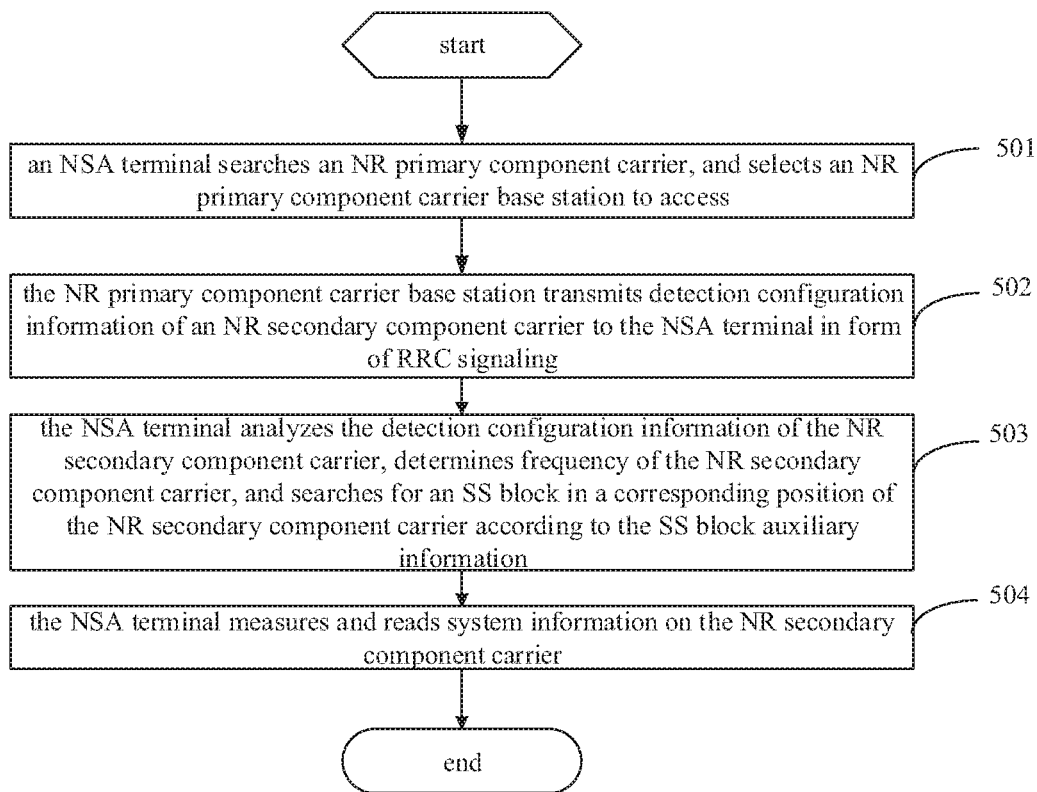 start
an NSA terminal searches an NR primary component carrier, and selects an NR
primary component carrier base station to access
501
the NR primary component carrier base station transmits detection configuration
information of an NR secondary component carrier to the NSA terminal in form
of RRC signaling
502
the NSA terminal analyzes the detection configuration information of the NR
secondary component carrier, determines frequency of the NR secondary
component carrier, and searches for an SS block in a corresponding position of
the NR secondary component carrier according to the SS block auxiliary
information
503
the NSA terminal measures and reads system information on the NR secondary
component carrier
504
end